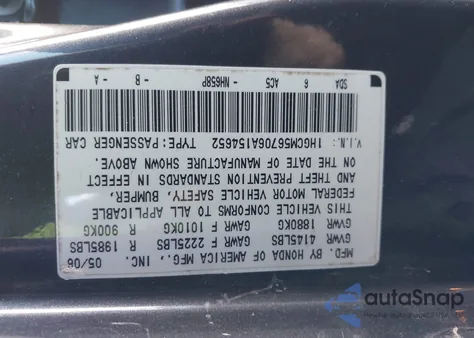 MFD. BY HONDA OF AMERICA MFG., INC. 05/06
GVWR 4145LBS GAWR F 2225LBS R 1985LBS
GVWR 1880KG GAWR F 1010KG R 900KG
THIS VEHICLE CONFORMS TO ALL APPLICABLE
FEDERAL MOTOR VEHICLE SAFETY, BUMPER,
AND THEFT PREVENTION STANDARDS IN EFFECT
ON THE DATE OF MANUFACTURE SHOWN ABOVE.
V.I.N.: 1HGCM56706A154652 TYPE: PASSENGER CAR
SDA 6 AC5 NH658P - B - A
autoSnap